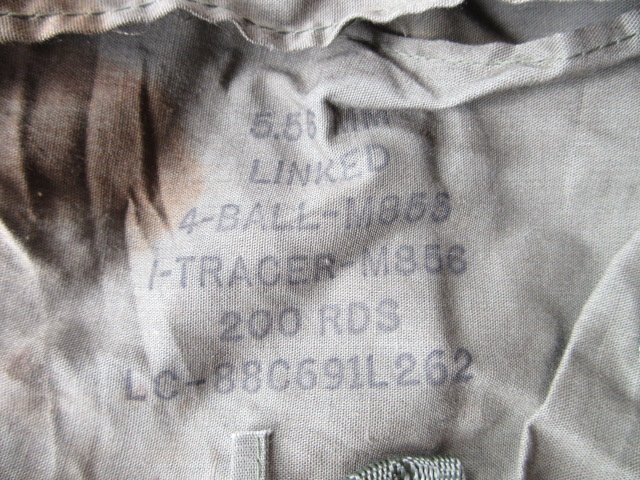 5.56 MM
LINKED
4-BALL-M855
1-TRACER-M856
200 RDS
LC-88C691L262